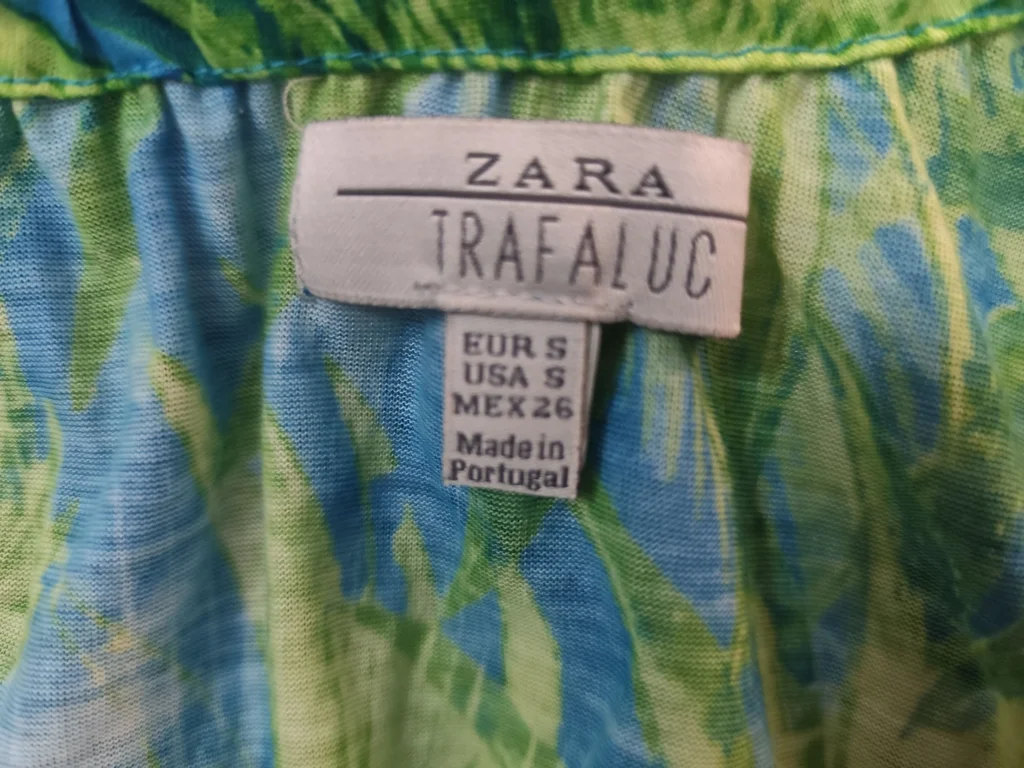 ZARA
TRAFALUC
EUR S
USA S
MEX 26
Made in
Portugal